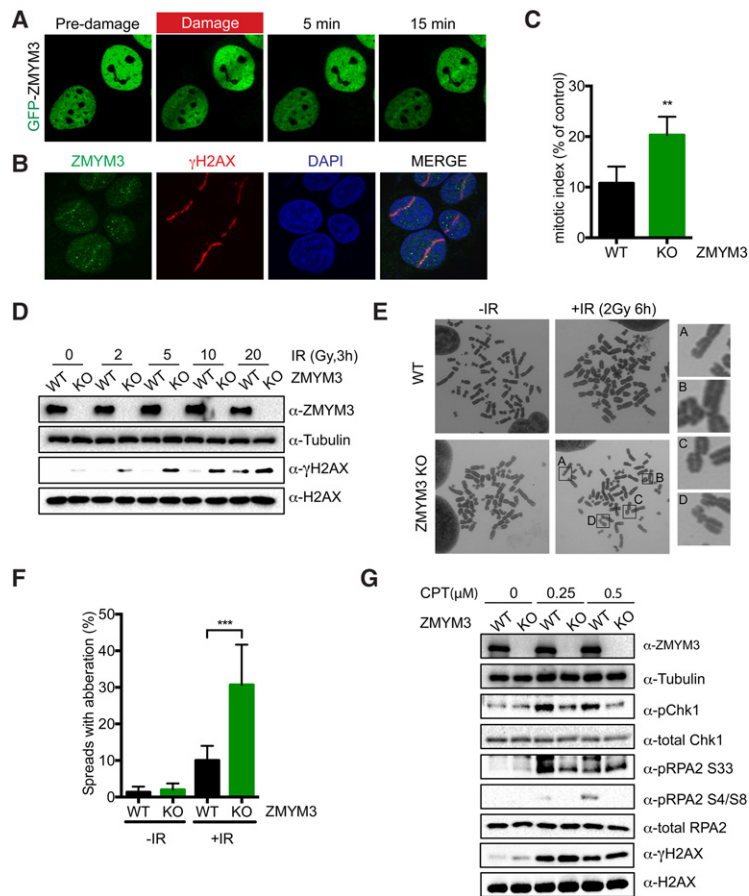 A
Pre-damage Damage 5 min 15 min
GFP-ZMYM3
B
ZMYM3 γH2AX DAPI MERGE
C
mitotic index (% of control)
30
20
10
0
**
WT KO ZMYM3
D
0 2 5 10 20 IR (Gy,3h)
WT KO WT KO WT KO WT KO WT KO ZMYM3
α-ZMYM3
α-Tubulin
α-γH2AX
α-H2AX
E
-IR +IR (2Gy 6h)
WT
ZMYM3 KO
A
B
C
D
A
B
C
D
F
Spreads with abberation (%)
50
40
30
20
10
0
***
WT KO WT KO ZMYM3
-IR +IR
G
CPT(μM) 0 0.25 0.5
ZMYM3 WT KO WT KO WT KO
α-ZMYM3
α-Tubulin
α-pChk1
α-total Chk1
α-pRPA2 S33
α-pRPA2 S4/S8
α-total RPA2
α-γH2AX
α-H2AX